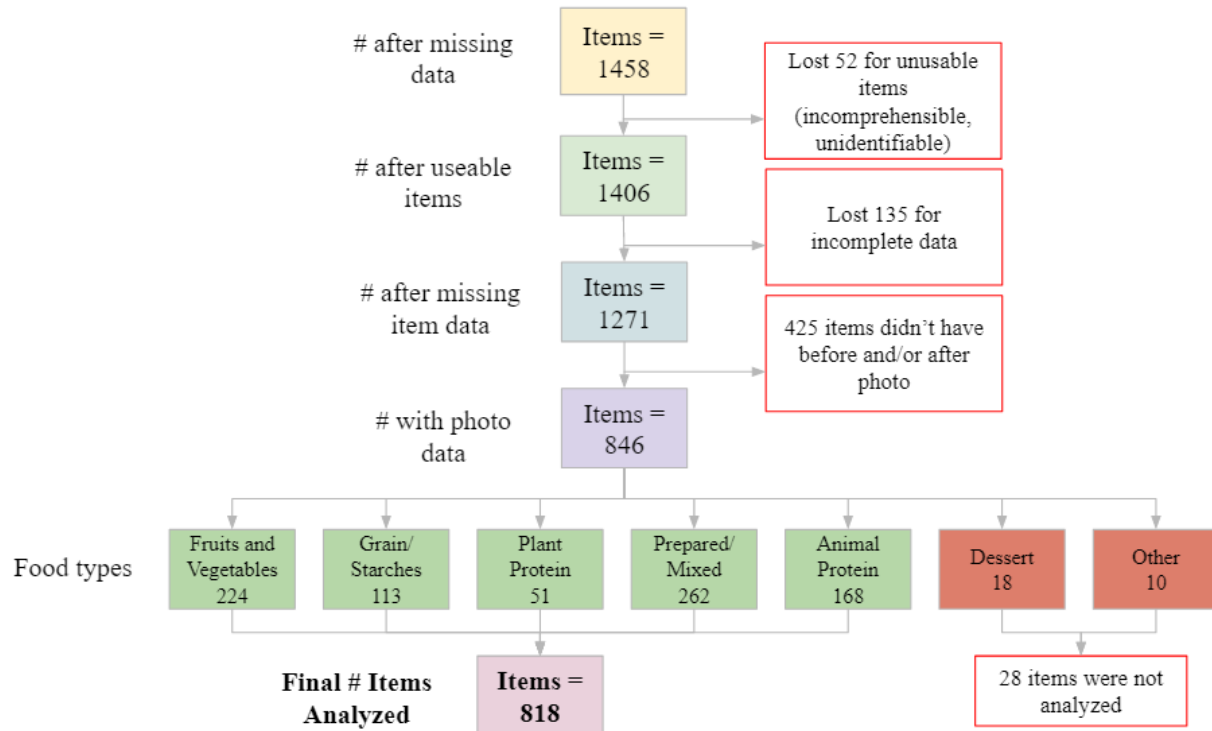 # after missing
data
Items =
1458
Lost 52 for unusable
items
(incomprehensible,
unidentifiable)
# after useable
items
Items =
1406
Lost 135 for
incomplete data
# after missing
item data
Items =
1271
425 items didn’t have
before and/or after
photo
# with photo
data
Items =
846
Food types
Fruits and
Vegetables
224
Grain/
Starches
113
Plant
Protein
51
Prepared/
Mixed
262
Animal
Protein
168
Dessert
18
Other
10
Final # Items
Analyzed
Items =
818
28 items were not
analyzed